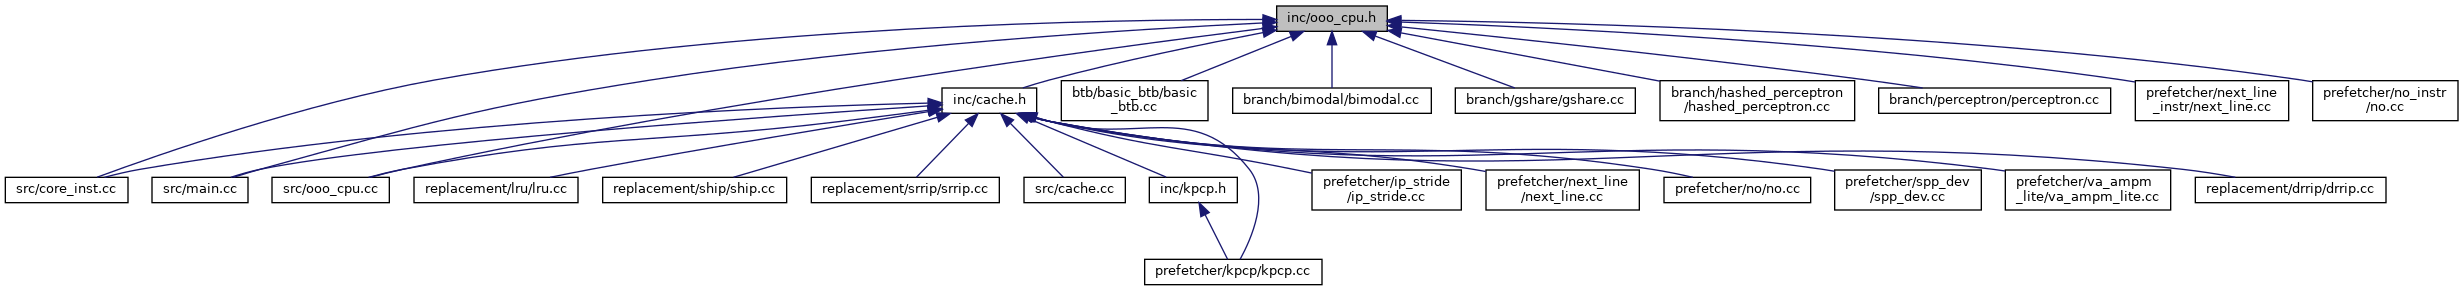 inc/ooo_cpu.h
inc/cache.h
btb/basic_btb/basic
_btb.cc
branch/bimodal/bimodal.cc
branch/gshare/gshare.cc
branch/hashed_perceptron
/hashed_perceptron.cc
branch/perceptron/perceptron.cc
prefetcher/next_line
_instr/next_line.cc
prefetcher/no_instr
/no.cc
src/core_inst.cc
src/main.cc
src/ooo_cpu.cc
replacement/lru/lru.cc
replacement/ship/ship.cc
replacement/srrip/srrip.cc
src/cache.cc
inc/kpcp.h
prefetcher/ip_stride
/ip_stride.cc
prefetcher/next_line
/next_line.cc
prefetcher/no/no.cc
prefetcher/spp_dev
/spp_dev.cc
prefetcher/va_ampm
_lite/va_ampm_lite.cc
replacement/drrip/drrip.cc
prefetcher/kpcp/kpcp.cc